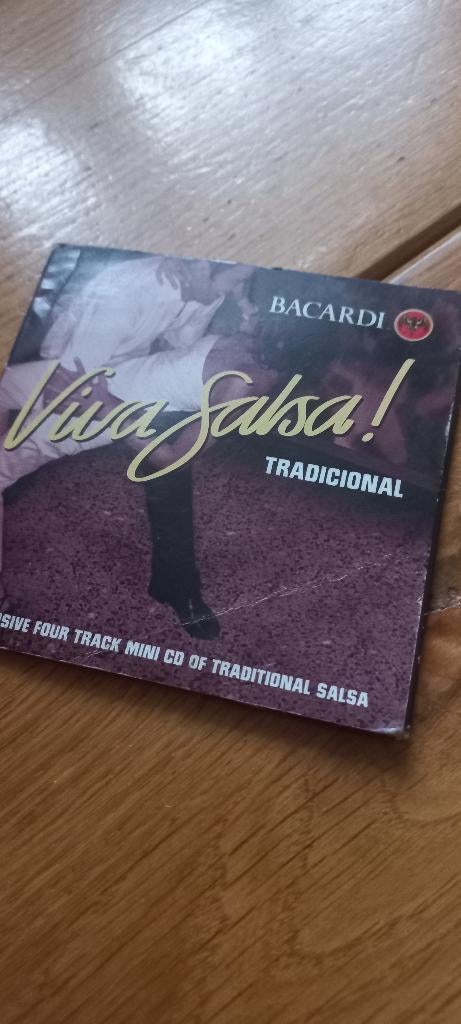 BACARDI
Viva Salsa!
TRADICIONAL
FOUR TRACK MINI CD OF TRADITIONAL SALSA